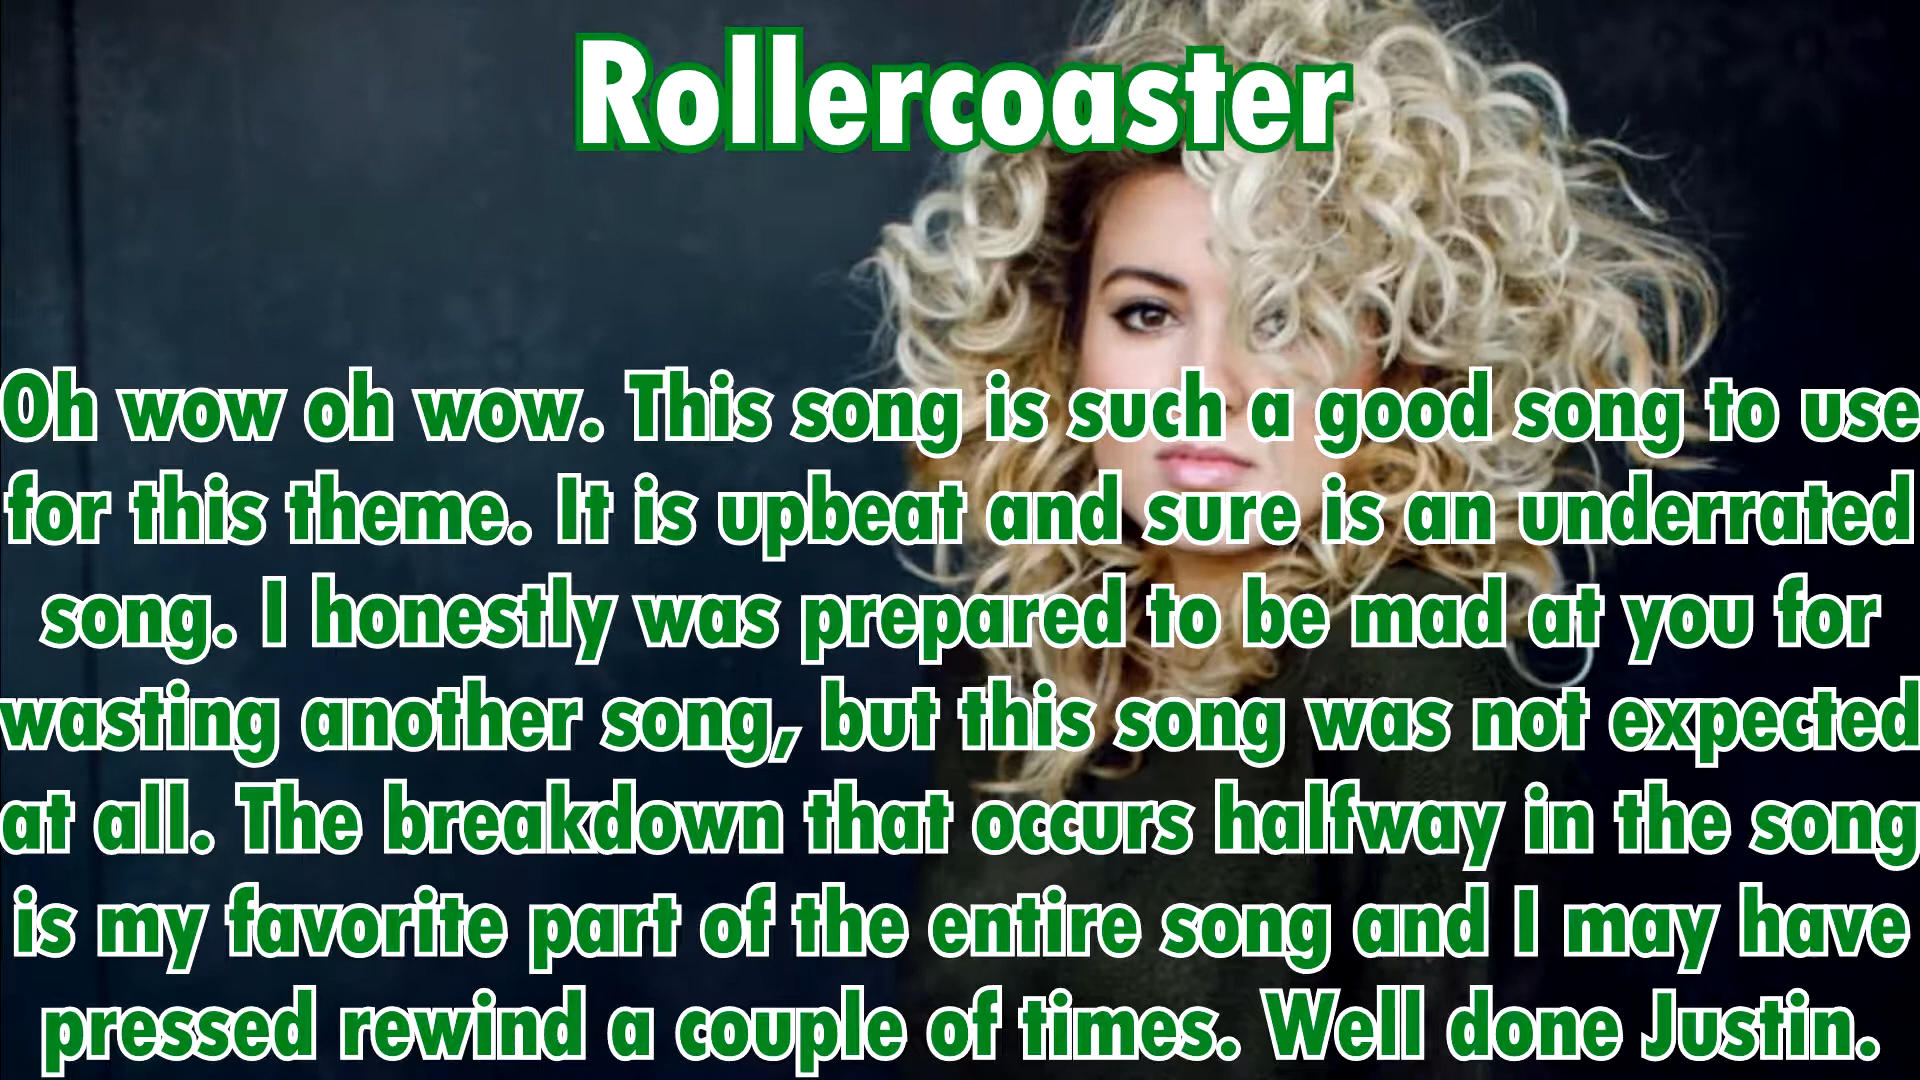 Rollercoaster
Oh wow oh wow. This song is such a good song to use
for this theme. It is upbeat and sure is an underrated
song. I honestly was prepared to be mad at you for
wasting another song, but this song was not expected
at all. The breakdown that occurs halfway in the song
is my favorite part of the entire song and I may have
pressed rewind a couple of times. Well done Justin.